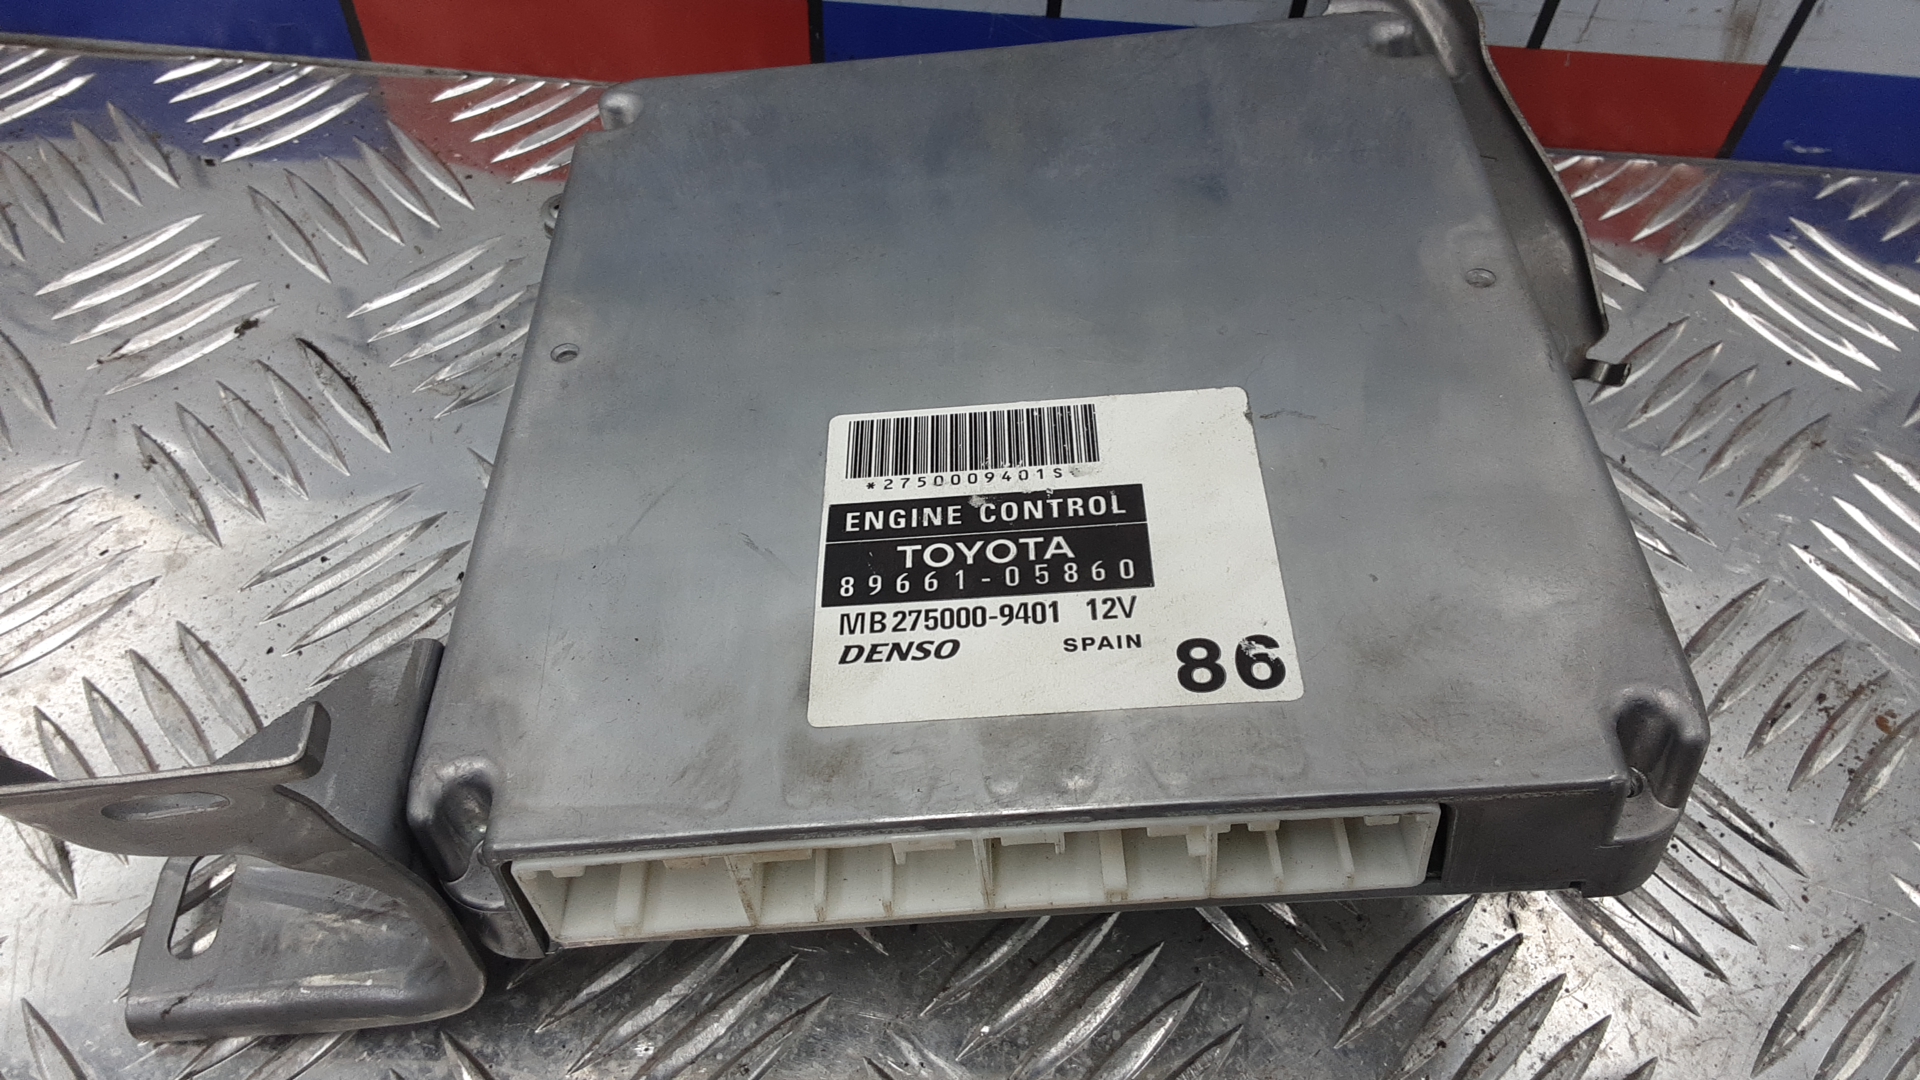 *2750009401S
ENGINE CONTROL
TOYOTA
89661-05860
MB275000-9401 12V
DENSO SPAIN 86